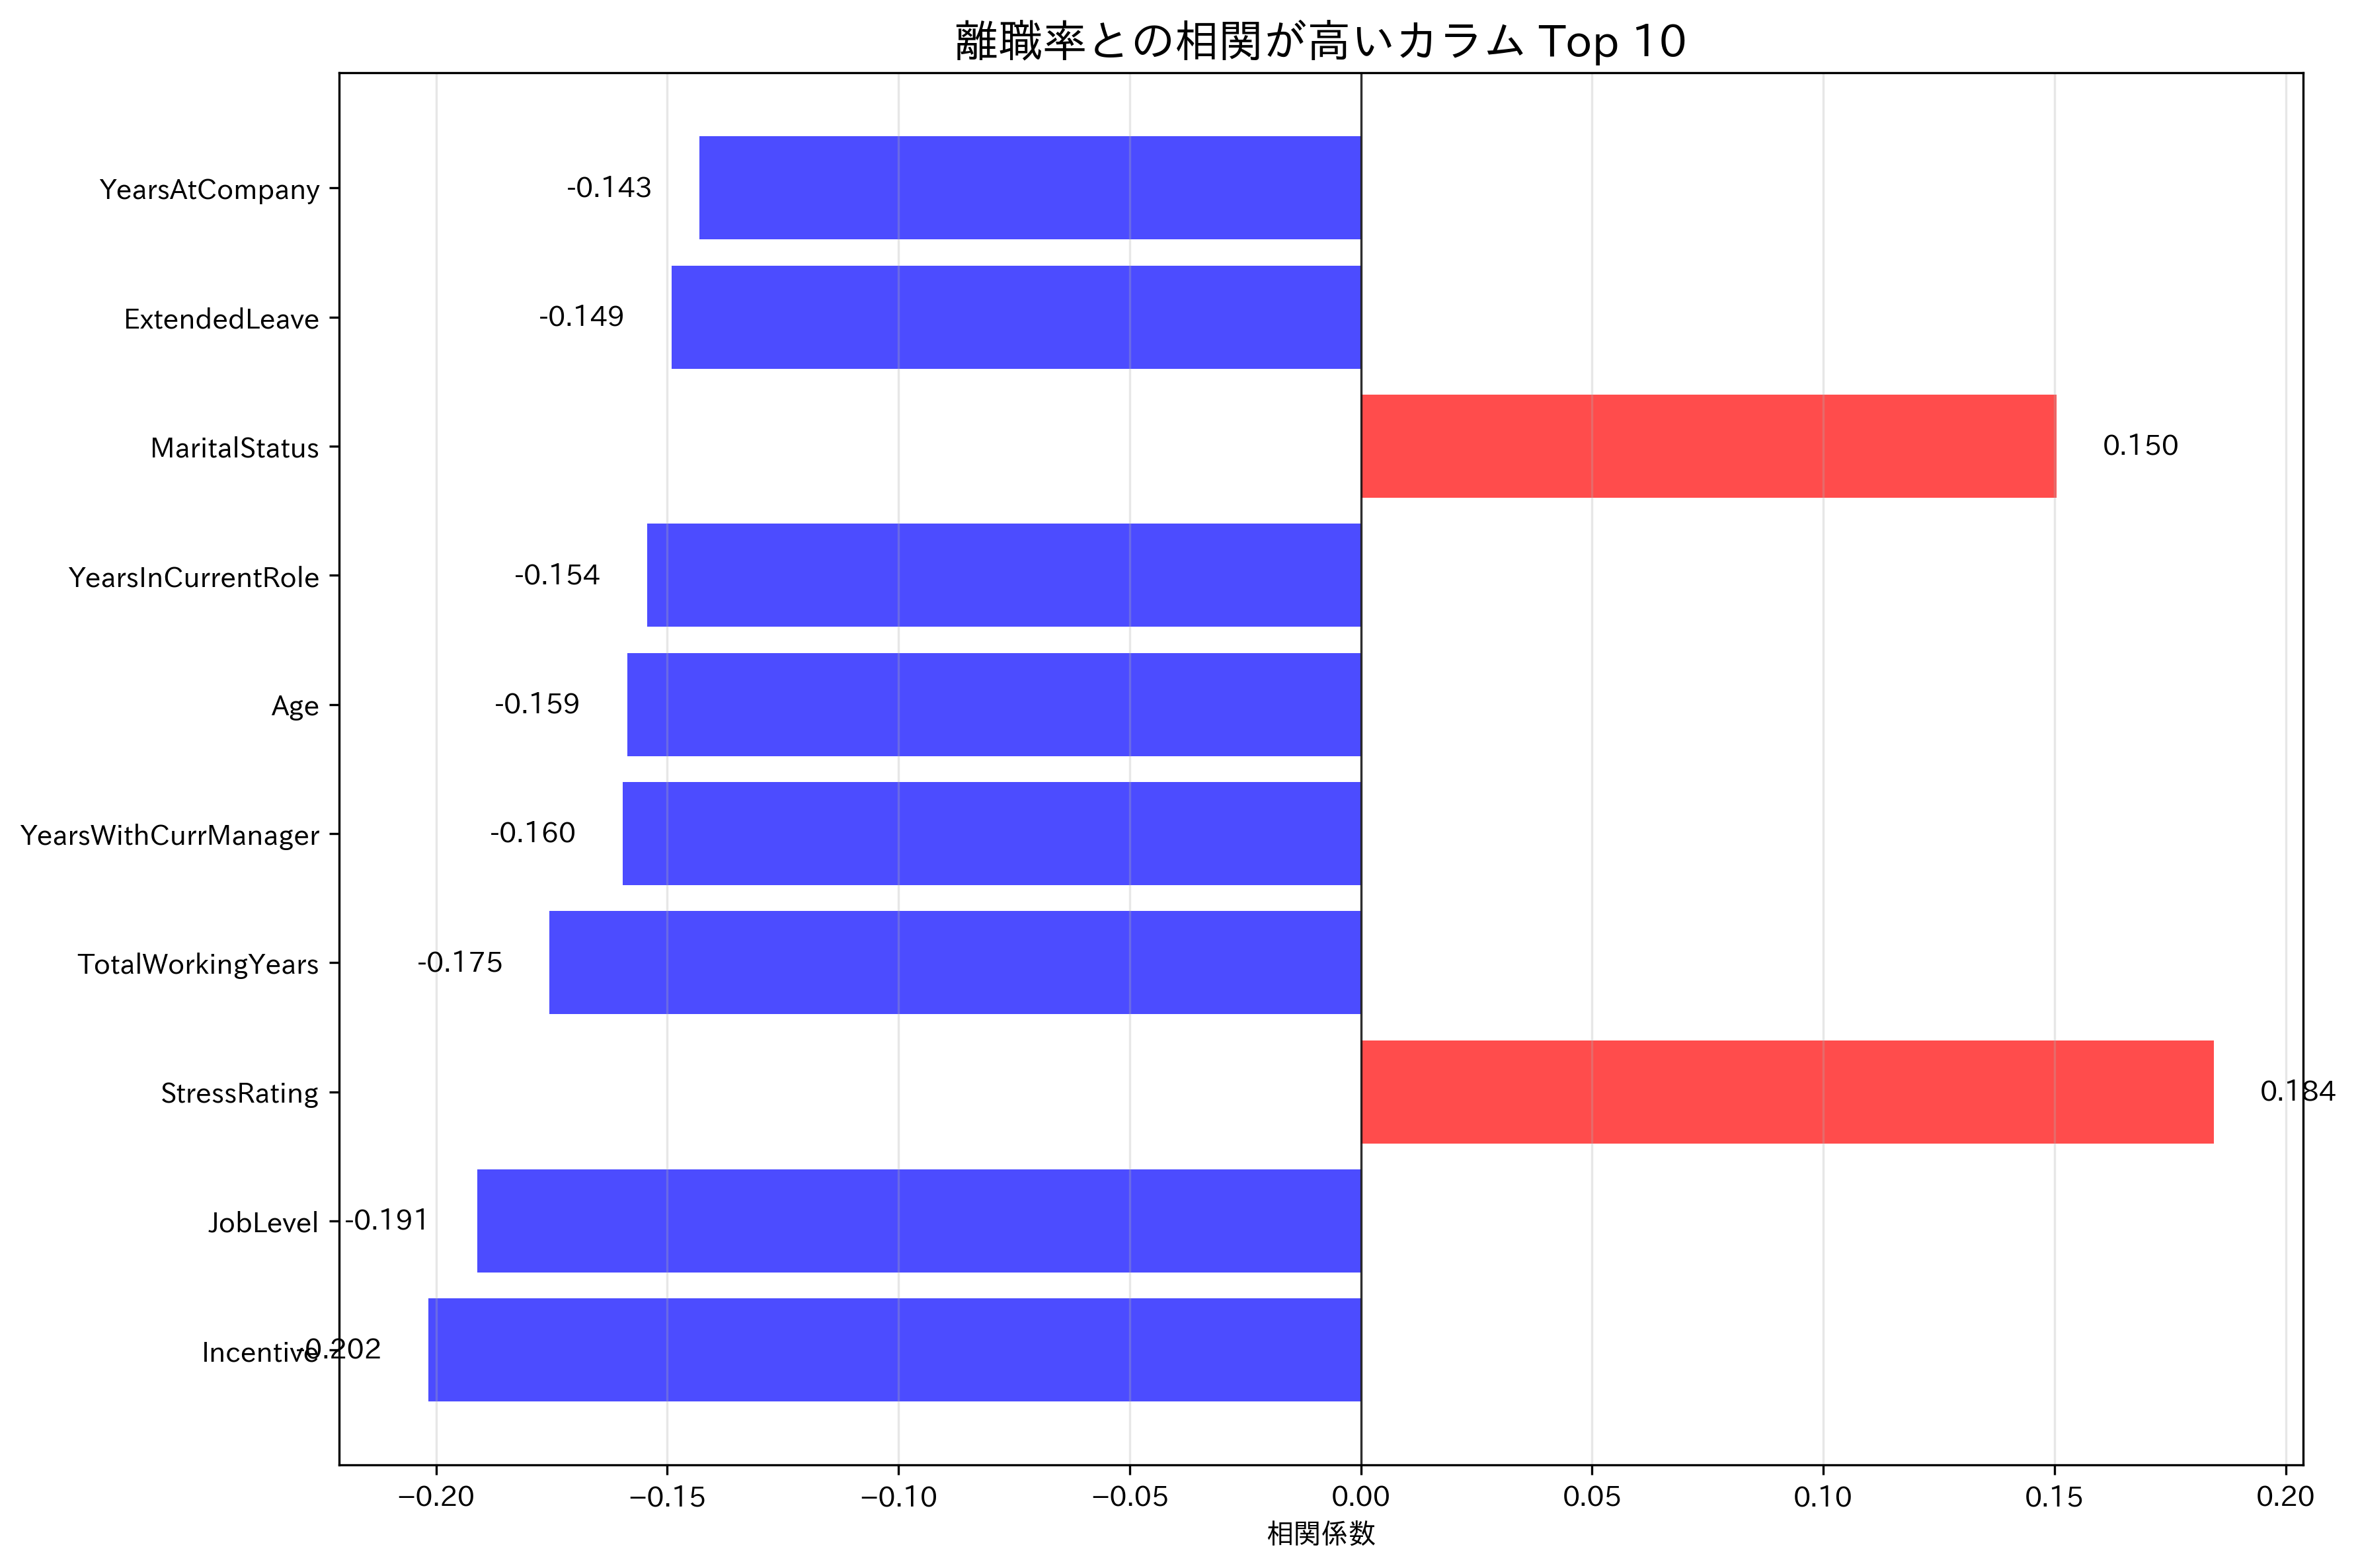 離職率との相関が高いカラム Top 10
YearsAtCompany -0.143
ExtendedLeave -0.149
MaritalStatus 0.150
YearsInCurrentRole -0.154
Age -0.159
YearsWithCurrManager -0.160
TotalWorkingYears -0.175
StressRating 0.184
JobLevel -0.191
Incentive -0.202
−0.20 −0.15 −0.10 −0.05 0.00 0.05 0.10 0.15 0.20
相関係数